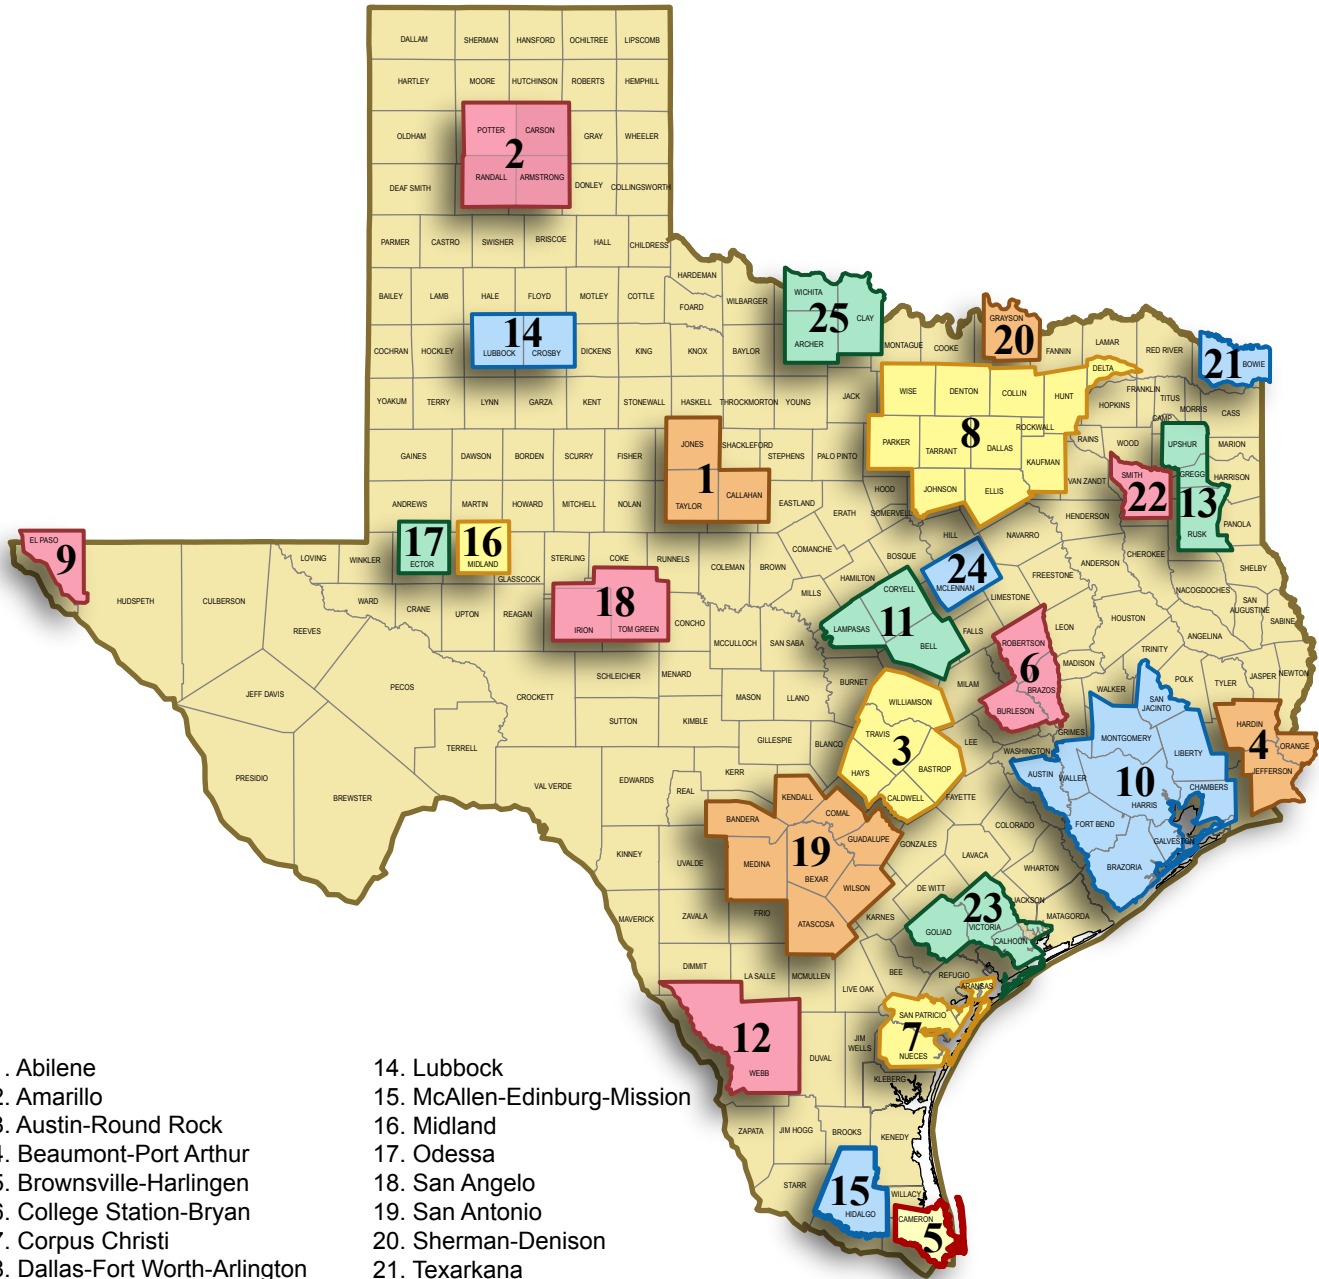 DALLAM SHERMAN HANSFORD OCHILTREE LIPSCOMB
HARTLEY MOORE HUTCHINSON ROBERTS HEMPHILL
OLDHAM POTTER CARSON GRAY WHEELER
2
DEAF SMITH RANDALL ARMSTRONG DONLEY COLLINGSWORTH
PARMER CASTRO SWISHER BRISCOE HALL CHILDRESS
HARDEMAN
BAILEY LAMB HALE FLOYD MOTLEY COTTLE FOARD WILBARGER WICHITA CLAY
25
ARCHER
14
COCHRAN HOCKLEY LUBBOCK CROSBY DICKENS KING KNOX BAYLOR MONTAGUE COOKE
GRAYSON
20
FANNIN LAMAR RED RIVER
21
BOWIE
YOAKUM TERRY LYNN GARZA KENT STONEWALL HASKELL THROCKMORTON YOUNG JACK
WISE DENTON COLLIN HUNT DELTA
HOPKINS FRANKLIN TITUS CAMP MORRIS CASS
GAINES DAWSON BORDEN SCURRY FISHER JONES SHACKELFORD STEPHENS PALO PINTO
PARKER TARRANT 8 DALLAS ROCKWALL KAUFMAN
RAINS WOOD UPSHUR MARION
VAN ZANDT SMITH GREGG HARRISON
22
13
ANDREWS MARTIN HOWARD MITCHELL NOLAN TAYLOR CALLAHAN EASTLAND ERATH HOOD SOMERVELL JOHNSON ELLIS
1
HENDERSON RUSK PANOLA
EL PASO
9
HUDSPETH CULBERSON LOVING WINKLER
17
ECTOR
16
MIDLAND
GLASSCOCK STERLING COKE RUNNELS COLEMAN BROWN COMANCHE BOSQUE HILL NAVARRO
CHEROKEE SHELBY
24
MCLENNAN
FREESTONE ANDERSON
REEVES WARD CRANE UPTON REAGAN
18
IRION TOM GREEN CONCHO
MILLS HAMILTON CORYELL LIMESTONE
NACOGDOCHES SAN AUGUSTINE SABINE
LAMPASAS 11 BELL FALLS
MCCULLOCH SAN SABA
ROBERTSON LEON HOUSTON ANGELINA
JEFF DAVIS PECOS CROCKETT SCHLEICHER MENARD
6
BRAZOS MADISON TRINITY
BURLESON WALKER POLK TYLER JASPER NEWTON
MASON LLANO BURNET WILLIAMSON MILAM
TERRELL SUTTON KIMBLE
SAN JACINTO
TRAVIS 3 LEE
GRIMES MONTGOMERY LIBERTY
HARDIN
4
ORANGE
JEFFERSON
GILLESPIE BLANCO HAYS BASTROP
WASHINGTON
PRESIDIO BREWSTER VAL VERDE EDWARDS REAL KERR
AUSTIN WALLER 10 HARRIS CHAMBERS
CALDWELL FAYETTE
KENDALL COMAL
BANDERA GUADALUPE GONZALES
COLORADO FORT BEND GALVESTON
KINNEY UVALDE MEDINA 19 BEXAR WILSON
LAVACA WHARTON BRAZORIA
DE WITT JACKSON
MAVERICK ZAVALA FRIO ATASCOSA KARNES
23
GOLIAD VICTORIA CALHOUN MATAGORDA
DIMMIT LA SALLE MCMULLEN LIVE OAK BEE REFUGIO ARANSAS
SAN PATRICIO
7
NUECES
12
WEBB
DUVAL JIM WELLS
KLEBERG
ZAPATA JIM HOGG BROOKS KENEDY
STARR
15
HIDALGO
WILLACY
CAMERON
5
. Abilene
. Amarillo
. Austin-Round Rock
. Beaumont-Port Arthur
. Brownsville-Harlingen
. College Station-Bryan
. Corpus Christi
. Dallas-Fort Worth-Arlington
14. Lubbock
15. McAllen-Edinburg-Mission
16. Midland
17. Odessa
18. San Angelo
19. San Antonio
20. Sherman-Denison
21. Texarkana